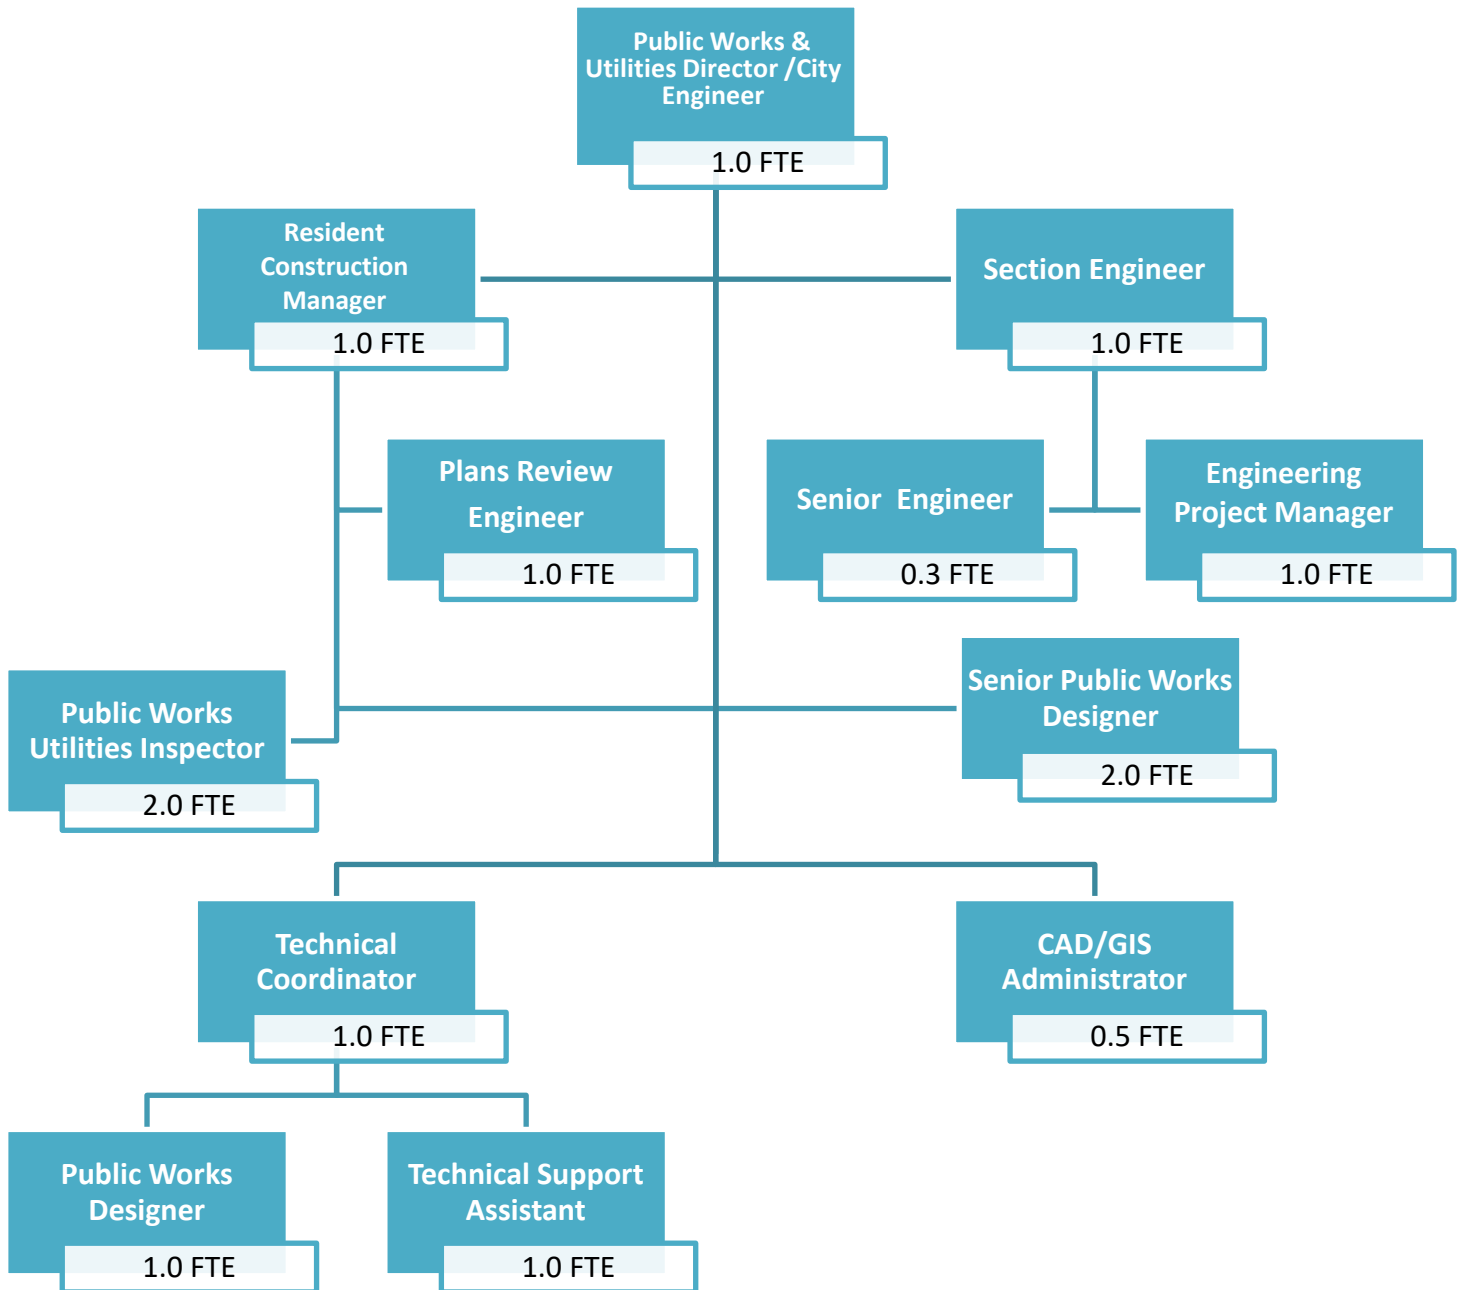 Public Works &
Utilities Director /City
Engineer
1.0 FTE
Resident
Construction
Manager
1.0 FTE
Section Engineer
1.0 FTE
Plans Review
Engineer
1.0 FTE
Senior  Engineer
0.3 FTE
Engineering
Project Manager
1.0 FTE
Public Works
Utilities Inspector
2.0 FTE
Senior Public Works
Designer
2.0 FTE
Technical
Coordinator
1.0 FTE
CAD/GIS
Administrator
0.5 FTE
Public Works
Designer
1.0 FTE
Technical Support
Assistant
1.0 FTE